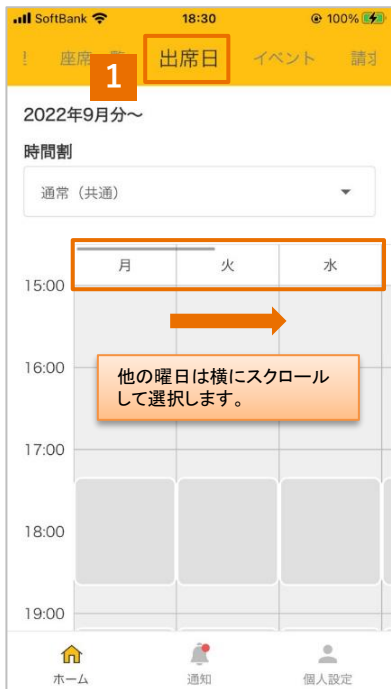 SoftBank 18:30 100%
座席 出席日 イベント 請求
1
2022年9月分～
時間割
通常（共通）
月 火 水
15:00
16:00
他の曜日は横にスクロール
して選択します。
17:00
18:00
19:00
ホーム 通知 個人設定